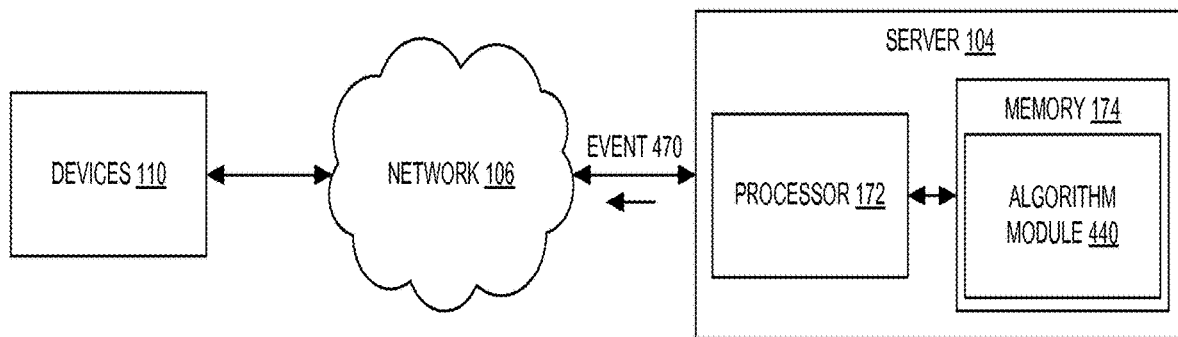 SERVER 104
DEVICES 110
NETWORK 106
EVENT 470
PROCESSOR 172
MEMORY 174
ALGORITHM
MODULE 440